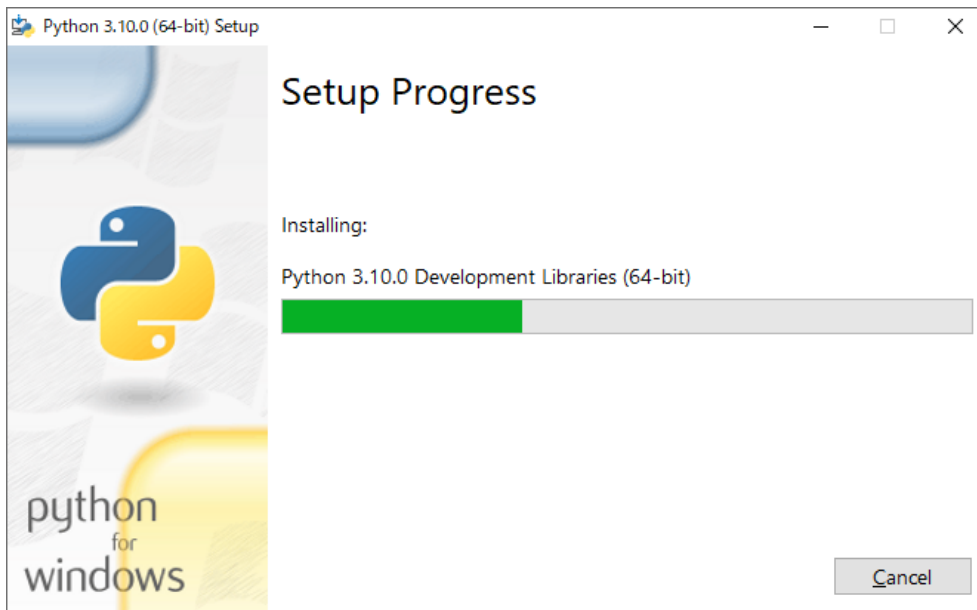 Python 3.10.0 (64-bit) Setup
Setup Progress
Installing:
Python 3.10.0 Development Libraries (64-bit)
python
for
windows
Cancel